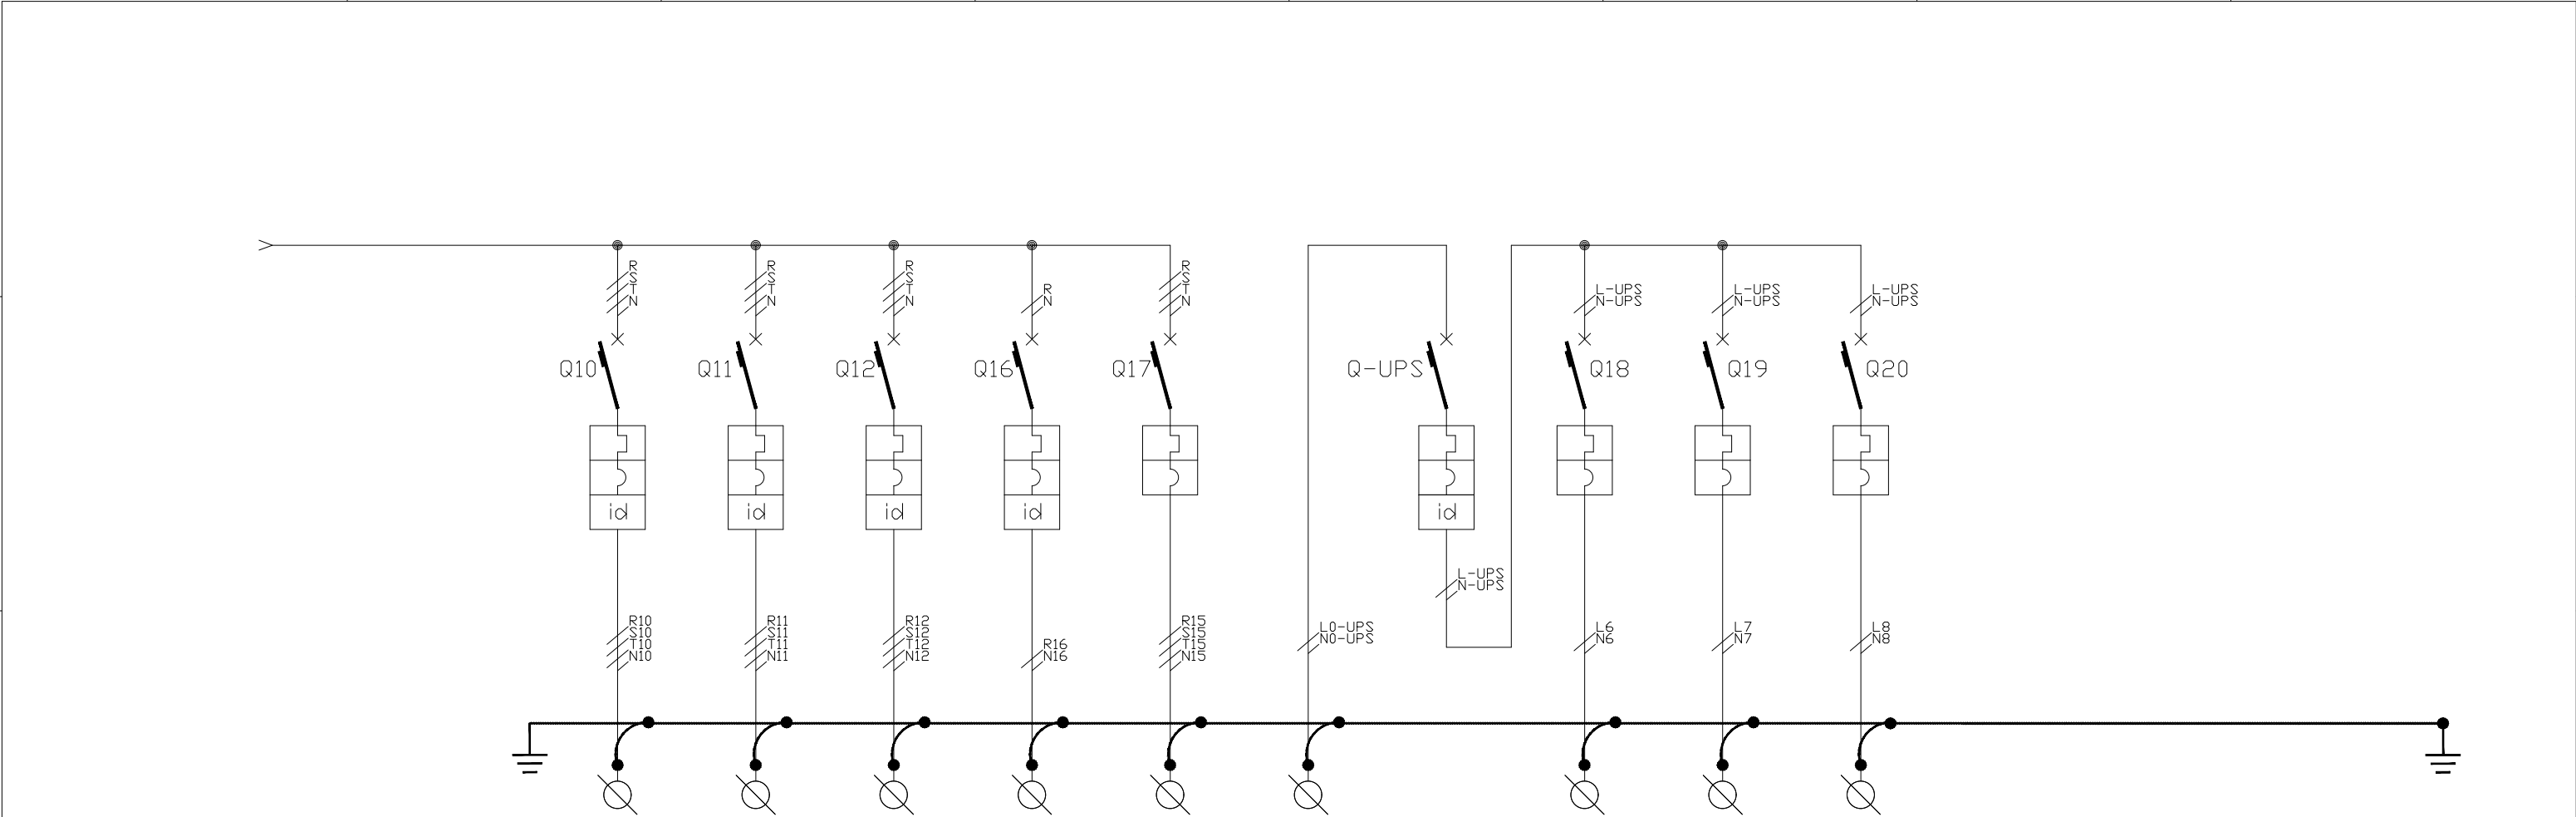 R
S
T
N
R
S
T
N
R
S
T
N
R
N
R
S
T
N
L-UPS
N-UPS
L-UPS
N-UPS
L-UPS
N-UPS
Q10
Q11
Q12
Q16
Q17
Q-UPS
Q18
Q19
Q20
id
id
id
id
id
L-UPS
N-UPS
R10
S10
T10
N10
R11
S11
T11
N11
R12
S12
T12
N12
R16
N16
R15
S15
T15
N15
L0-UPS
N0-UPS
L6
N6
L7
N7
L8
N8